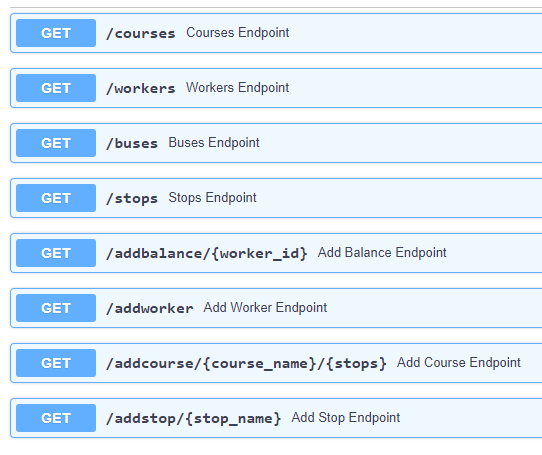 GET /courses Courses Endpoint
GET /workers Workers Endpoint
GET /buses Buses Endpoint
GET /stops Stops Endpoint
GET /addbalance/{worker_id} Add Balance Endpoint
GET /addworker Add Worker Endpoint
GET /addcourse/{course_name}/{stops} Add Course Endpoint
GET /addstop/{stop_name} Add Stop Endpoint